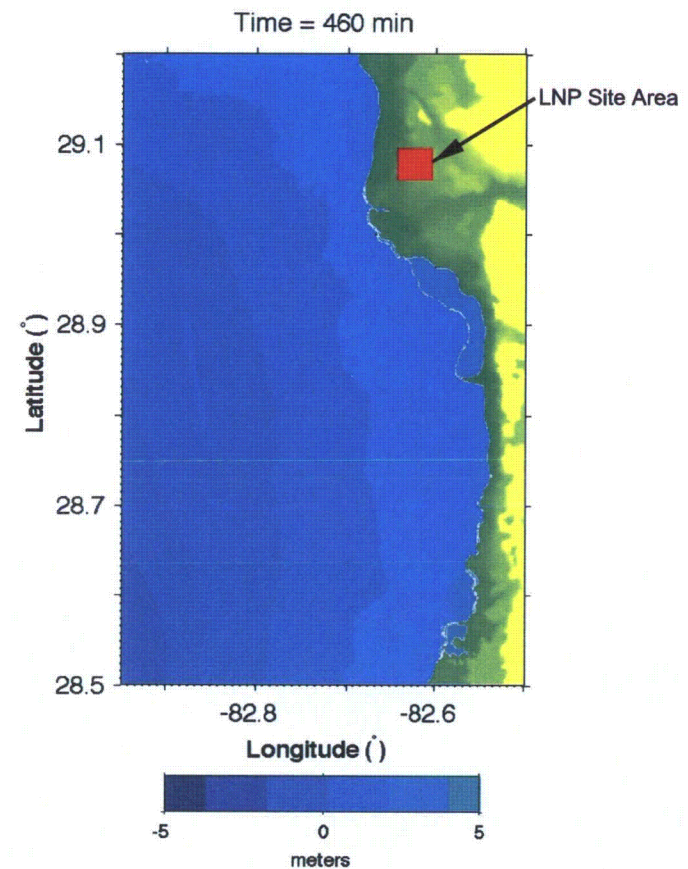 Time = 460 min
LNP Site Area
29.1
28.9
28.7
28.5
Latitude (°)
-82.8 -82.6
Longitude (°)
-5 0 5
meters